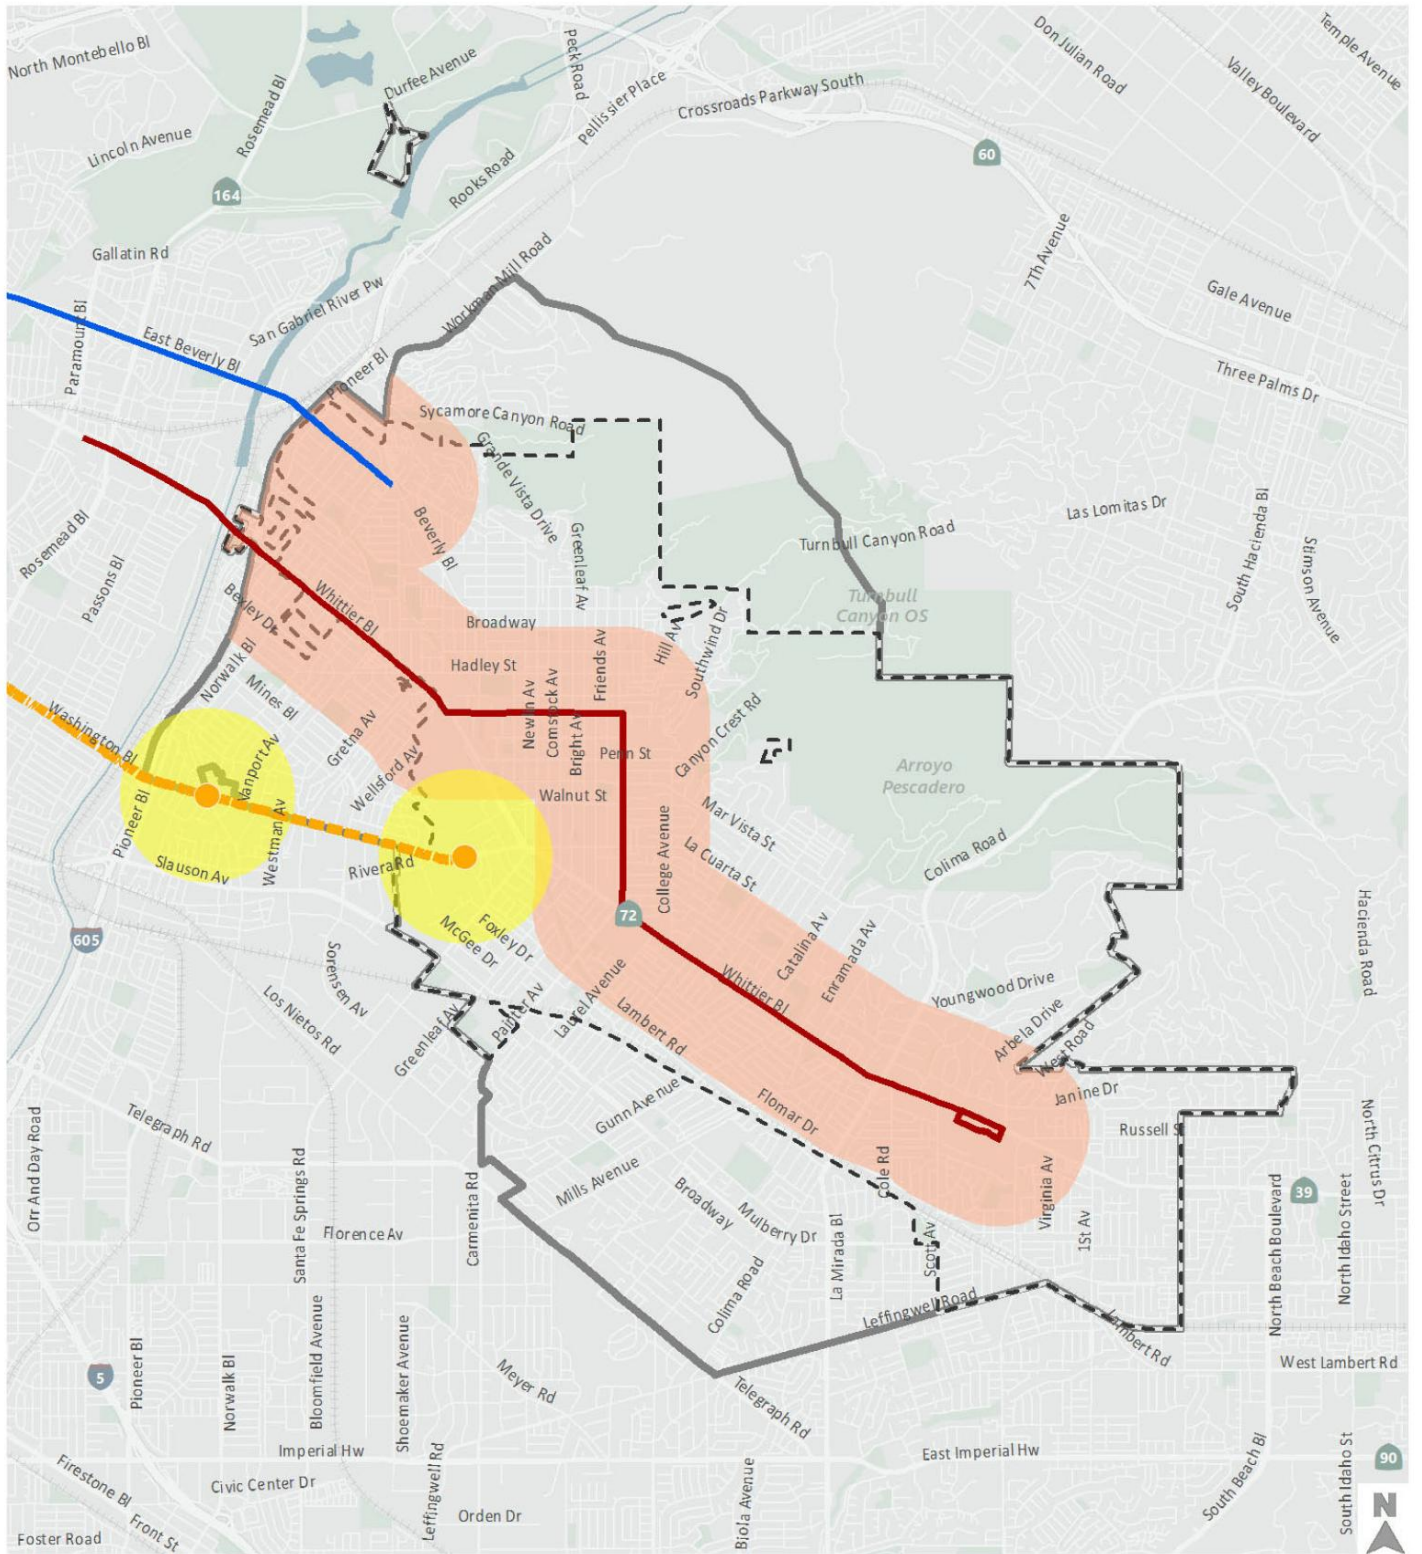 North Montebello Bl
Durfee Avenue
Peck Road
Pellissier Place
Crossroads Parkway South
Don Julian Road
Temple Avenue
Valley Boulevard
Lincoln Avenue
Rosemead Bl
164
Rooks Road
60
Gallatin Rd
7Th Avenue
Workman Mill Road
San Gabriel River Pw
Gale Avenue
Paramount Bl
East Beverly Bl
Pioneer Bl
Three Palms Dr
Sycamore Canyon Road
Grande Vista Drive
Las Lomitas Dr
South Hacienda Bl
Stimson Avenue
Rosemead Bl
Passons Bl
Beverly Bl
Greenleaf Av
Turnbull Canyon Road
Turnbull
Canyon OS
Bexley Dr
Whittier Bl
Broadway
Hill Av
Southwind Dr
Hadley St
Friends Av
Norwalk Bl
Mines Bl
Newlin Av
Comstock Av
Bright Av
Penn St
Canyon Crest Rd
Washington Bl
Vanport Av
Gretna Av
Wellsford Av
Walnut St
Arroyo
Pescadero
Pioneer Bl
Westman Av
Slauson Av
Rivera Rd
College Avenue
Mar Vista St
La Cuarta St
Colima Road
72
605
McGee Dr
Foxley Dr
Catalina Av
Enramada Av
Hacienda Road
Sorensen Av
Los Nietos Rd
Greenleaf Av
Painter Av
Laurel Avenue
Lambert Rd
Whittier Bl
Youngwood Drive
Arbela Drive
West Road
Janine Dr
Telegraph Rd
Orr And Day Road
Gunn Avenue
Flomar Dr
Russell S
North Citrus Dr
Santa Fe Springs Rd
Carmenita Rd
Mills Avenue
Broadway
Mulberry Dr
Cole Rd
Virginia Av
1St Av
39
Florence Av
La Mirada Bl
Scott Av
North Beach Boulevard
North Idaho Street
Colima Road
Leffingwell Road
Lambert Rd
West Lambert Rd
5
Pioneer Bl
Norwalk Bl
Bloomfield Avenue
Shoemaker Avenue
Meyer Rd
Telegraph Rd
Imperial Hw
East Imperial Hw
90
Firestone Bl
Civic Center Dr
Leffingwell Rd
Orden Dr
Biola Avenue
South Beach Bl
South Idaho St
Foster Road
Front St
N